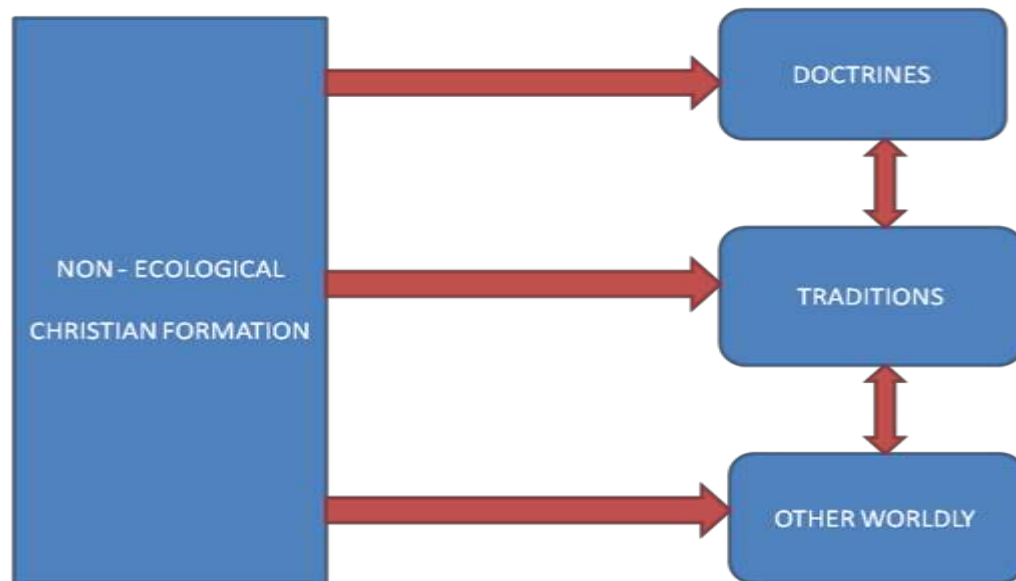 NON - ECOLOGICAL
CHRISTIAN FORMATION
DOCTRINES
TRADITIONS
OTHER WORLDLY